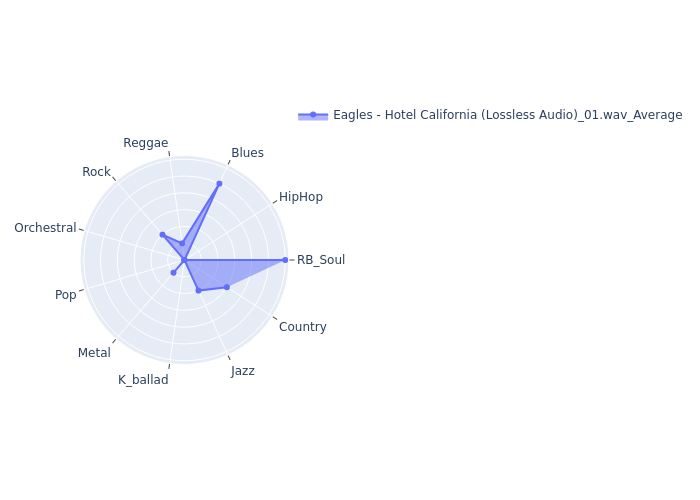 Eagles - Hotel California (Lossless Audio)_01.wav_Average
Reggae
Blues
Rock
HipHop
Orchestral
RB_Soul
Pop
Country
Metal
Jazz
K_ballad